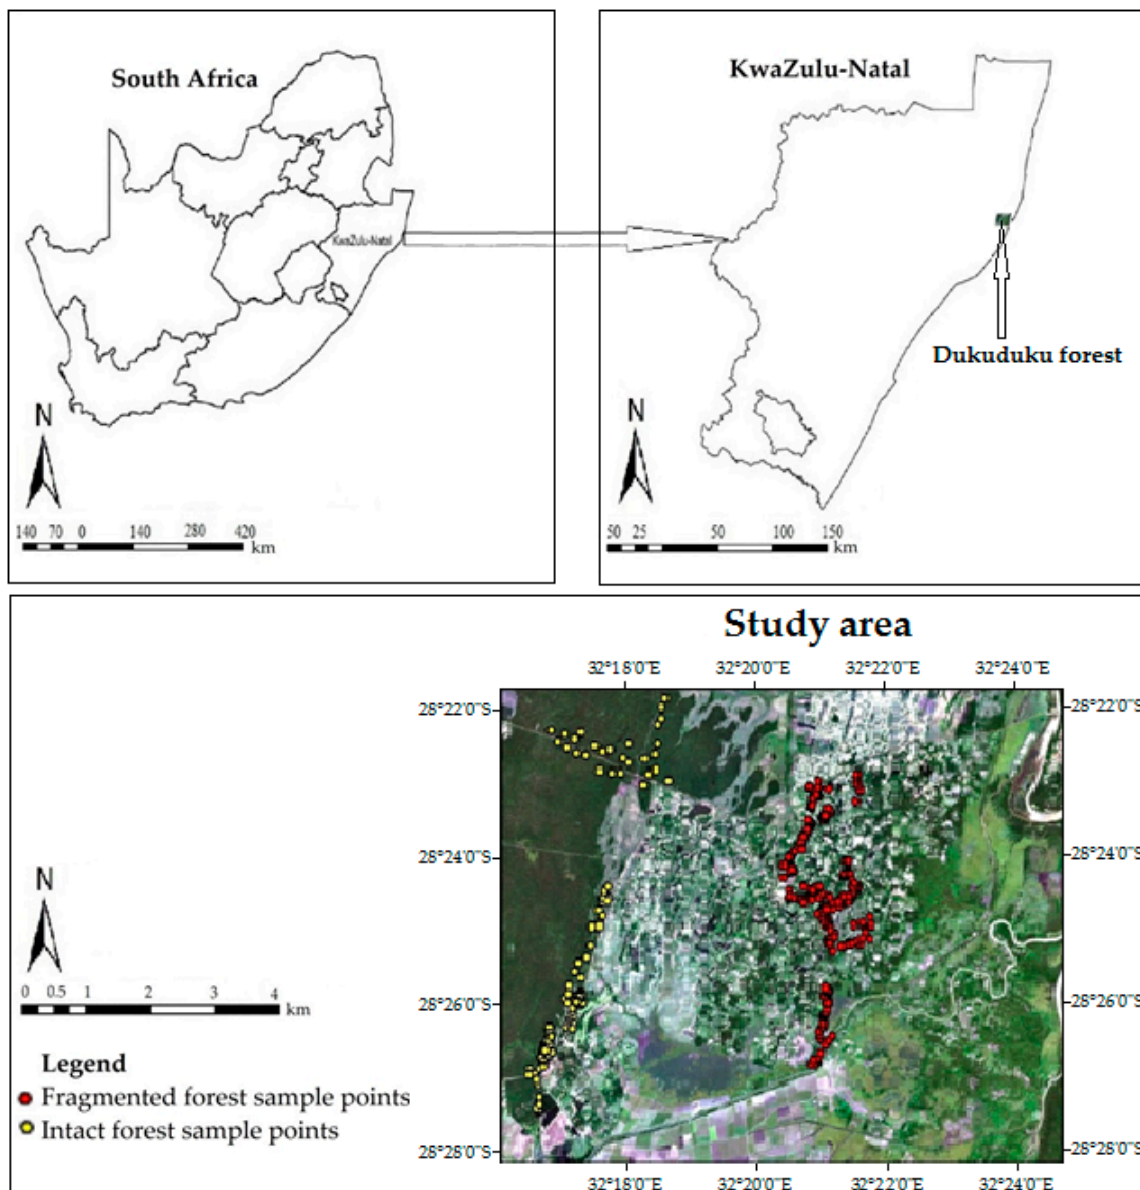 South Africa
KwaZulu-Natal
N
140 70 0 140 280 420
km
KwaZulu-Natal
Dukuduku forest
N
50 25 50 100 150
km
Study area
32°18'0"E 32°20'0"E 32°22'0"E 32°24'0"E
28°22'0"S 28°22'0"S
28°24'0"S 28°24'0"S
28°26'0"S 28°26'0"S
28°28'0"S 28°28'0"S
32°18'0"E 32°20'0"E 32°22'0"E 32°24'0"E
N
0 0.5 1 2 3 4
km
Legend
Fragmented forest sample points
Intact forest sample points